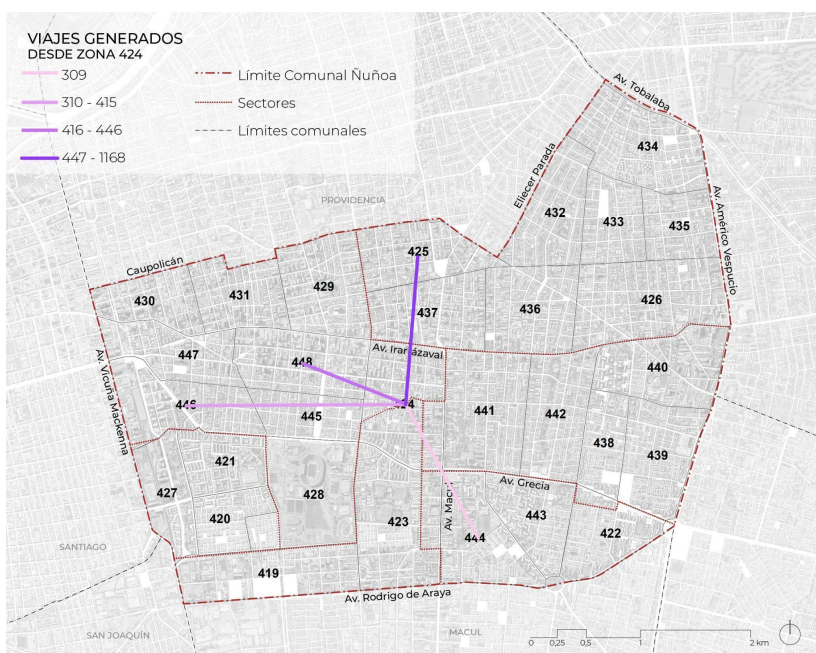 VIAJES GENERADOS
DESDE ZONA 424
309
310 - 415
416 - 446
447 - 1168
Límite Comunal Ñuñoa
Sectores
Límites comunales
Av. Tobalaba
434
Eliecer Parada
PROVIDENCIA
432
433
435
Av. Américo Vespucio
425
Caupolicán
430
431
429
437
436
426
447
448
Av. Irarrázaval
440
Av. Vicuña Mackenna
446
445
424
441
442
438
439
421
427
428
Av. Grecia
420
423
Av. Macul
443
444
422
SANTIAGO
419
Av. Rodrigo de Araya
SAN JOAQUÍN
MACUL
0 0,25 0,5 1 2 km